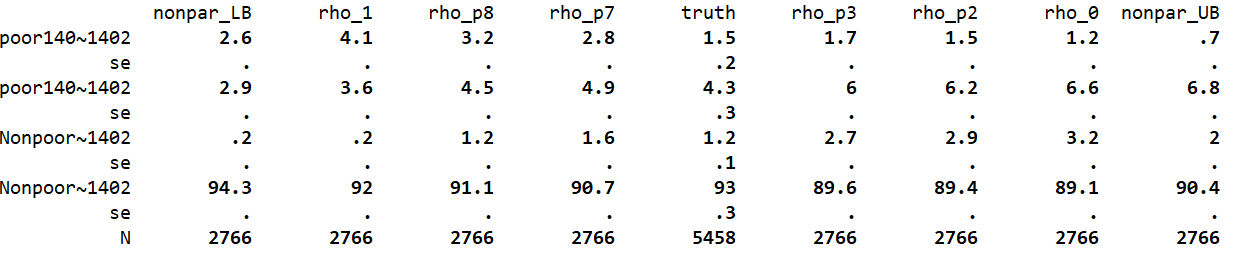 nonpar_LB rho_1 rho_p8 rho_p7 truth rho_p3 rho_p2 rho_0 nonpar_UB
poor140~1402 2.6 4.1 3.2 2.8 1.5 1.7 1.5 1.2 .7
se . . . . .2 . . . .
poor140~1402 2.9 3.6 4.5 4.9 4.3 6 6.2 6.6 6.8
se . . . . .3 . . . .
Nonpoor~1402 .2 .2 1.2 1.6 1.2 2.7 2.9 3.2 2
se . . . . .1 . . . .
Nonpoor~1402 94.3 92 91.1 90.7 93 89.6 89.4 89.1 90.4
se . . . . .3 . . . .
N 2766 2766 2766 2766 5458 2766 2766 2766 2766